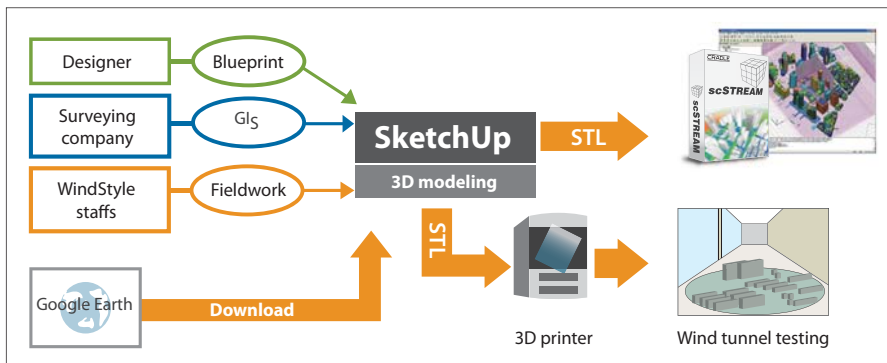 Designer
Blueprint
Surveying
company
GIS
WindStyle
staffs
Fieldwork
SketchUp
3D modeling
STL
CRADLE
scSTREAM
scSTREAM
STL
Google Earth
Download
3D printer
Wind tunnel testing